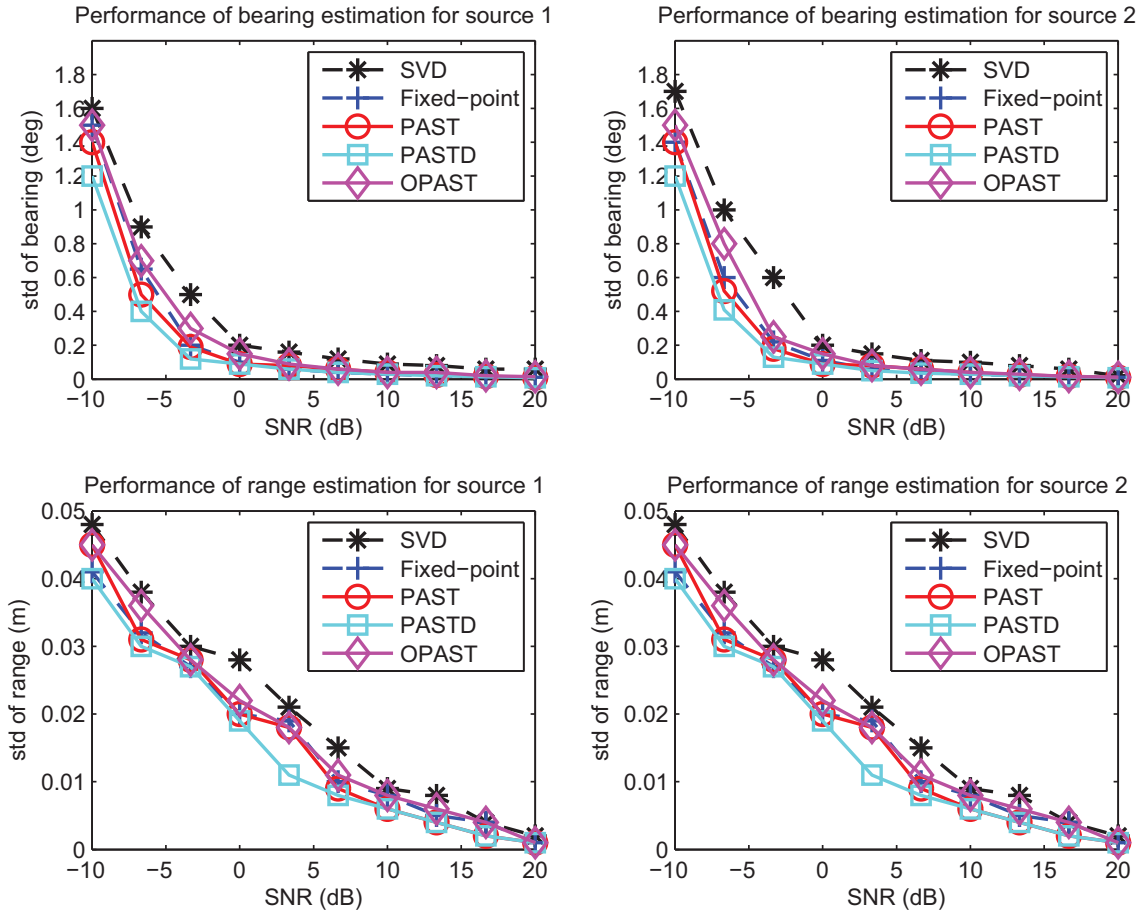 Performance of bearing estimation for source 1
std of bearing (deg)
1.8
1.6
1.4
1.2
1
0.8
0.6
0.4
0.2
0
−10 −5 0 5 10 15 20
SNR (dB)
SVD
Fixed−point
PAST
PASTD
OPAST
Performance of bearing estimation for source 2
std of bearing (deg)
1.8
1.6
1.4
1.2
1
0.8
0.6
0.4
0.2
0
−10 −5 0 5 10 15 20
SNR (dB)
SVD
Fixed−point
PAST
PASTD
OPAST
Performance of range estimation for source 1
std of range (m)
0.05
0.04
0.03
0.02
0.01
0
−10 −5 0 5 10 15 20
SNR (dB)
SVD
Fixed−point
PAST
PASTD
OPAST
Performance of range estimation for source 2
std of range (m)
0.05
0.04
0.03
0.02
0.01
0
−10 −5 0 5 10 15 20
SNR (dB)
SVD
Fixed−point
PAST
PASTD
OPAST